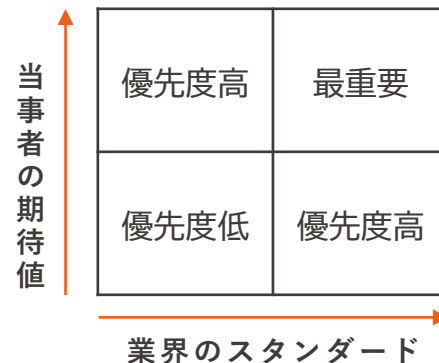 当事者の期待値
優先度高
最重要
優先度低
優先度高
業界のスタンダード